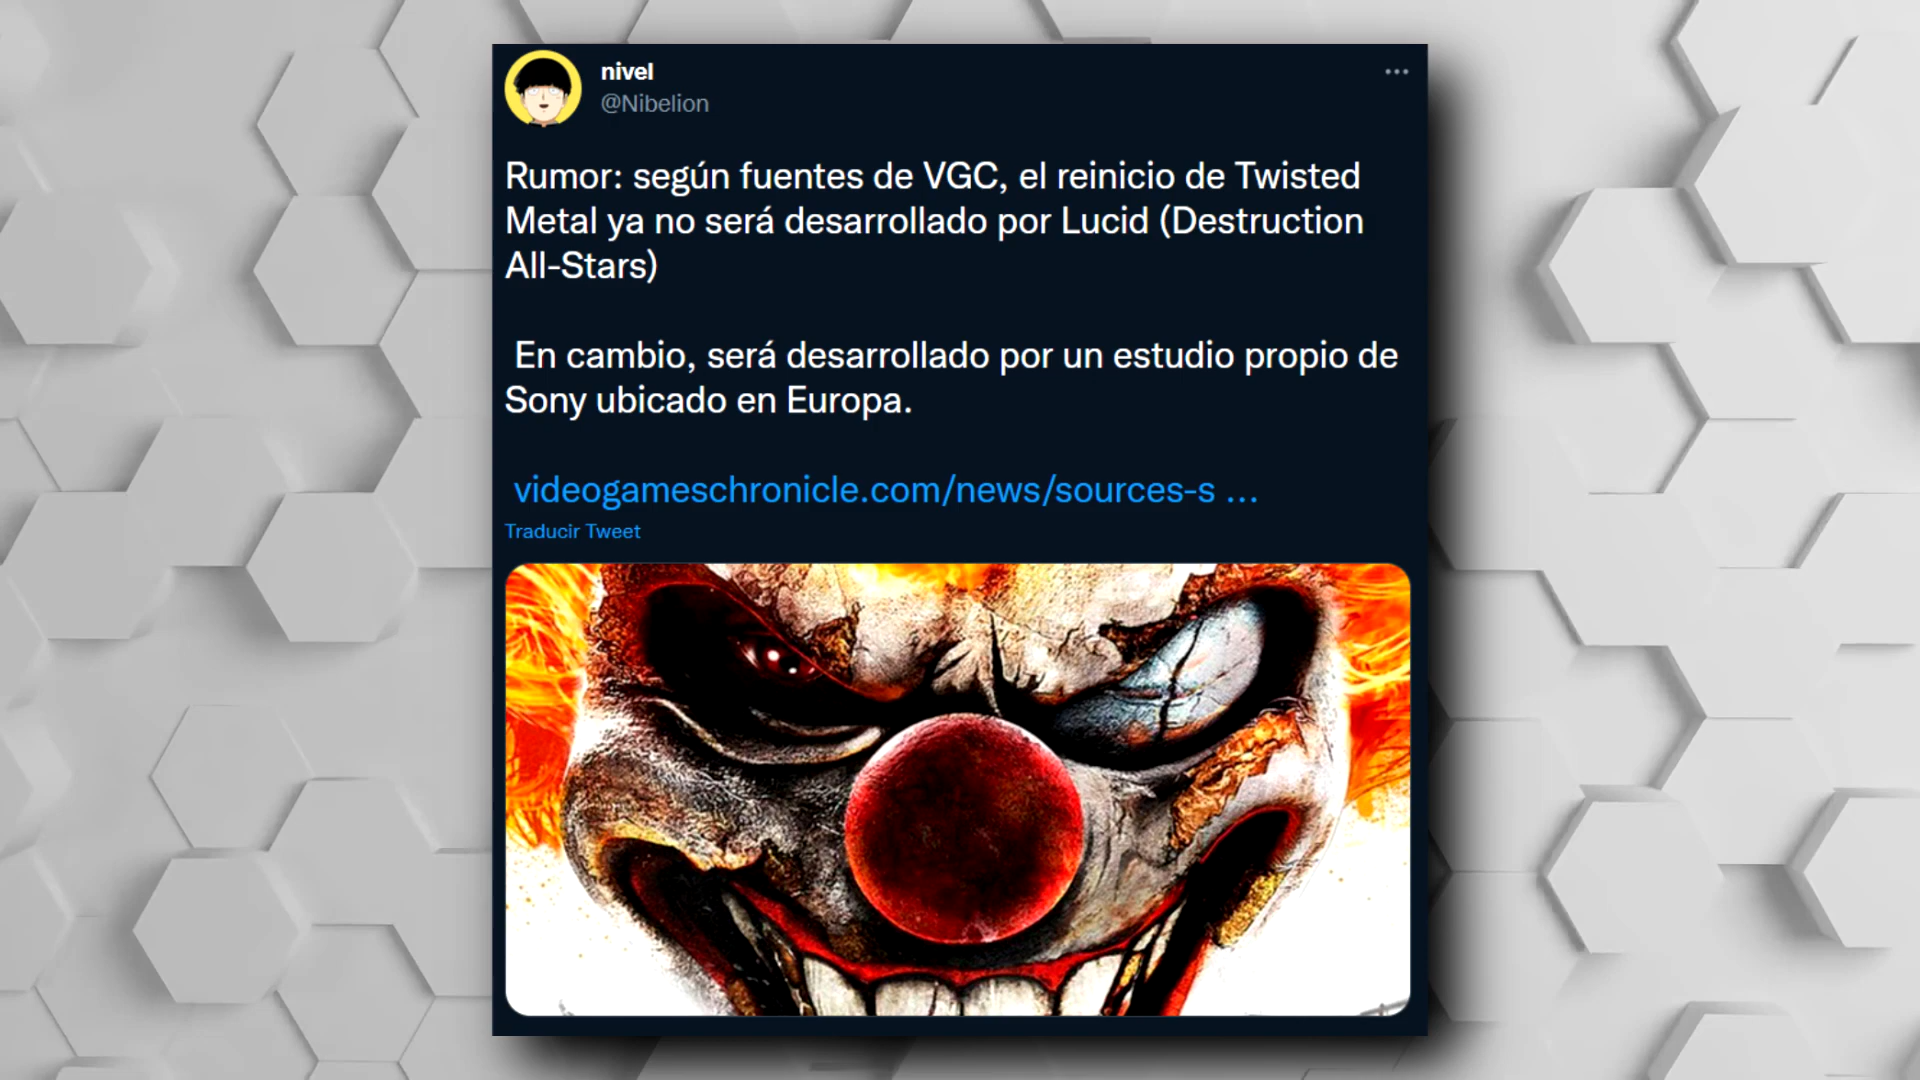 nivel
@Nibelion
Rumor: según fuentes de VGC, el reinicio de Twisted
Metal ya no será desarrollado por Lucid (Destruction
All-Stars)
En cambio, será desarrollado por un estudio propio de
Sony ubicado en Europa.
videogameschronicle.com/news/sources-s ...
Traducir Tweet